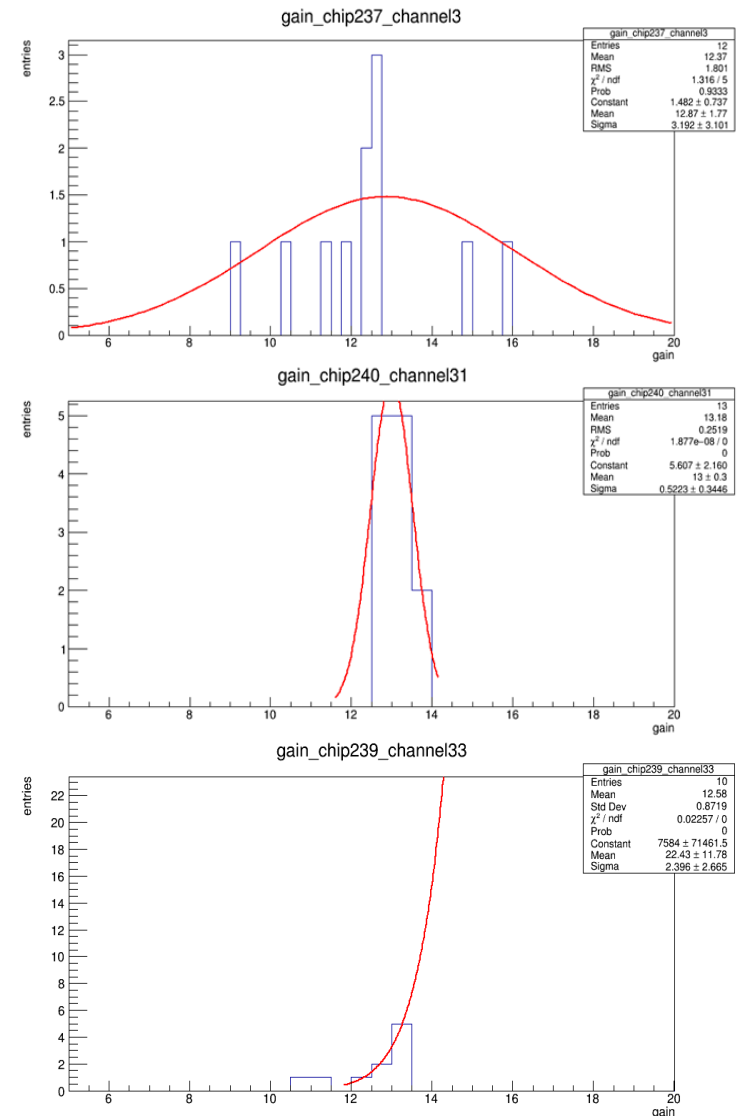 gain_chip237_channel3
entries
gain_chip237_channel3
Entries 12
Mean 12.37
RMS 1.801
χ² / ndf 1.316 / 5
Prob 0.9333
Constant 1.482 ± 0.737
Mean 12.87 ± 1.77
Sigma 3.192 ± 3.101
3
2.5
2
1.5
1
0.5
0
6 8 10 12 14 16 18 20
gain
gain_chip240_channel31
entries
gain_chip240_channel31
Entries 13
Mean 13.18
RMS 0.2519
χ² / ndf 1.877e−08 / 0
Prob 0
Constant 5.607 ± 2.160
Mean 13 ± 0.3
Sigma 0.5223 ± 0.3446
5
4
3
2
1
0
6 8 10 12 14 16 18 20
gain
gain_chip239_channel33
entries
gain_chip239_channel33
Entries 10
Mean 12.58
Std Dev 0.8719
χ² / ndf 0.02257 / 0
Prob 0
Constant 7584 ± 71461.5
Mean 22.43 ± 11.78
Sigma 2.396 ± 2.665
22
20
18
16
14
12
10
8
6
4
2
0
6 8 10 12 14 16 18 20
gain